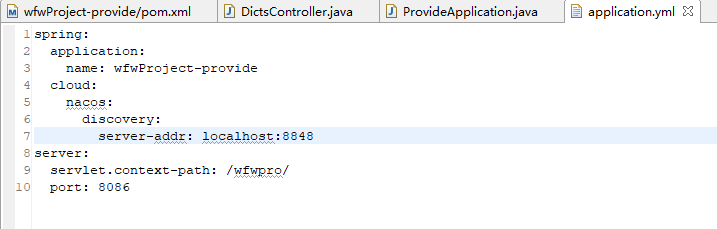 wfwProject-provide/pom.xml DictsController.java ProvideApplication.java application.yml
1 spring:
2   application:
3     name: wfwProject-provide
4   cloud:
5     nacos:
6       discovery:
7         server-addr: localhost:8848
8 server:
9   servlet.context-path: /wfwpro/
10   port: 8086